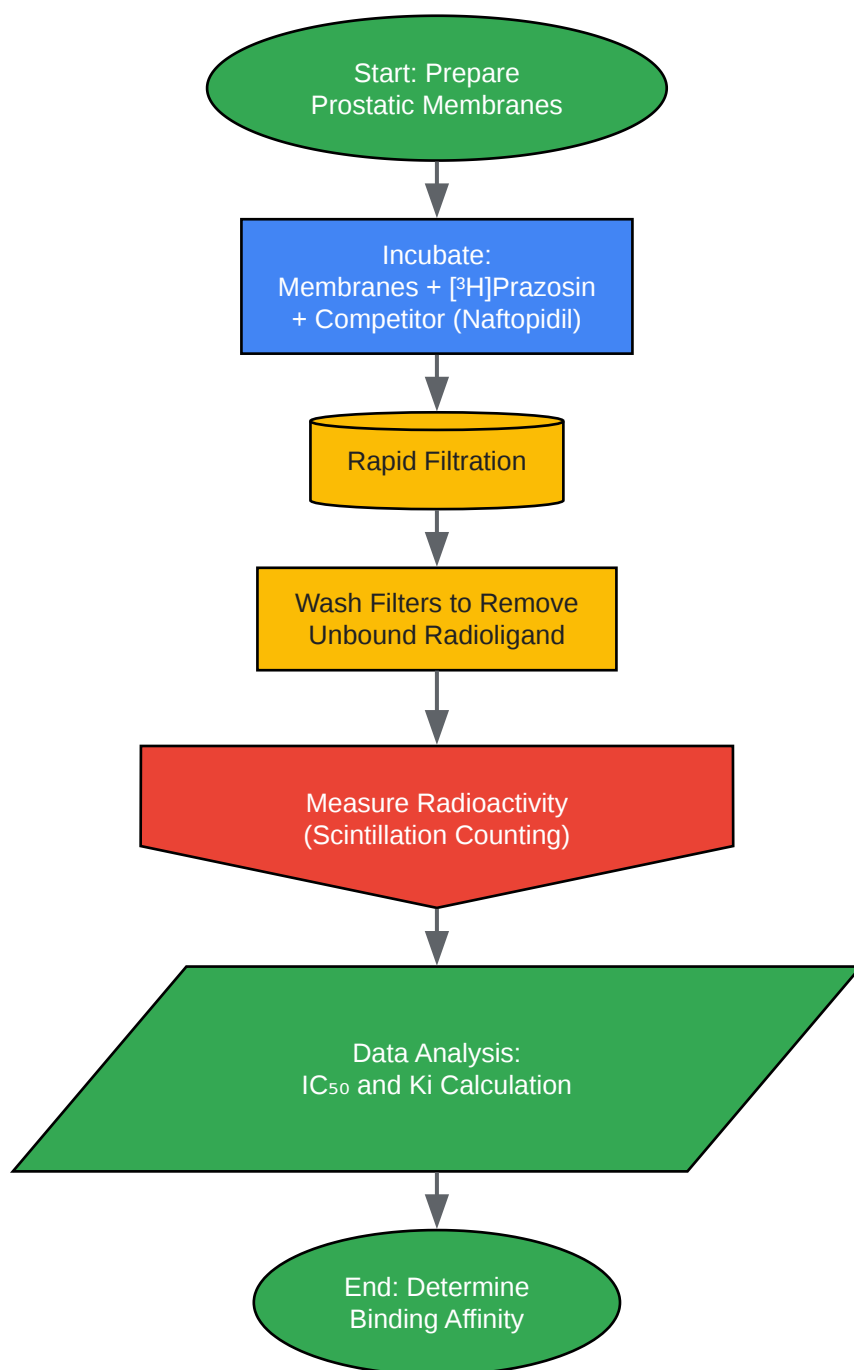 Start: Prepare
Prostatic Membranes
Incubate:
Membranes + [³H]Prazosin
+ Competitor (Naftopidil)
Rapid Filtration
Wash Filters to Remove
Unbound Radioligand
Measure Radioactivity
(Scintillation Counting)
Data Analysis:
IC₅₀ and Ki Calculation
End: Determine
Binding Affinity